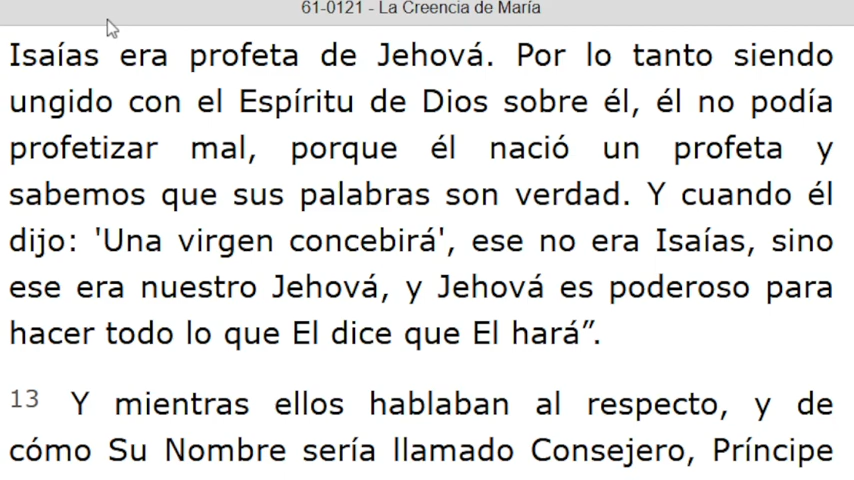 61-0121 - La Creencia de María
Isaías era profeta de Jehová. Por lo tanto siendo
ungido con el Espíritu de Dios sobre él, él no podía
profetizar mal, porque él nació un profeta y
sabemos que sus palabras son verdad. Y cuando él
dijo: 'Una virgen concebirá', ese no era Isaías, sino
ese era nuestro Jehová, y Jehová es poderoso para
hacer todo lo que El dice que El hará”.
13 Y mientras ellos hablaban al respecto, y de
cómo Su Nombre sería llamado Consejero, Príncipe